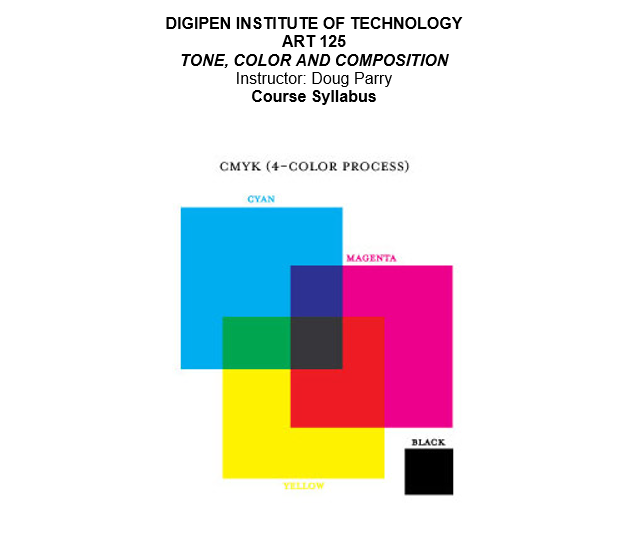 DIGIPEN INSTITUTE OF TECHNOLOGY
ART 125
TONE, COLOR AND COMPOSITION
Instructor: Doug Parry
Course Syllabus
CMYK (4-COLOR PROCESS)
CYAN
MAGENTA
BLACK
YELLOW